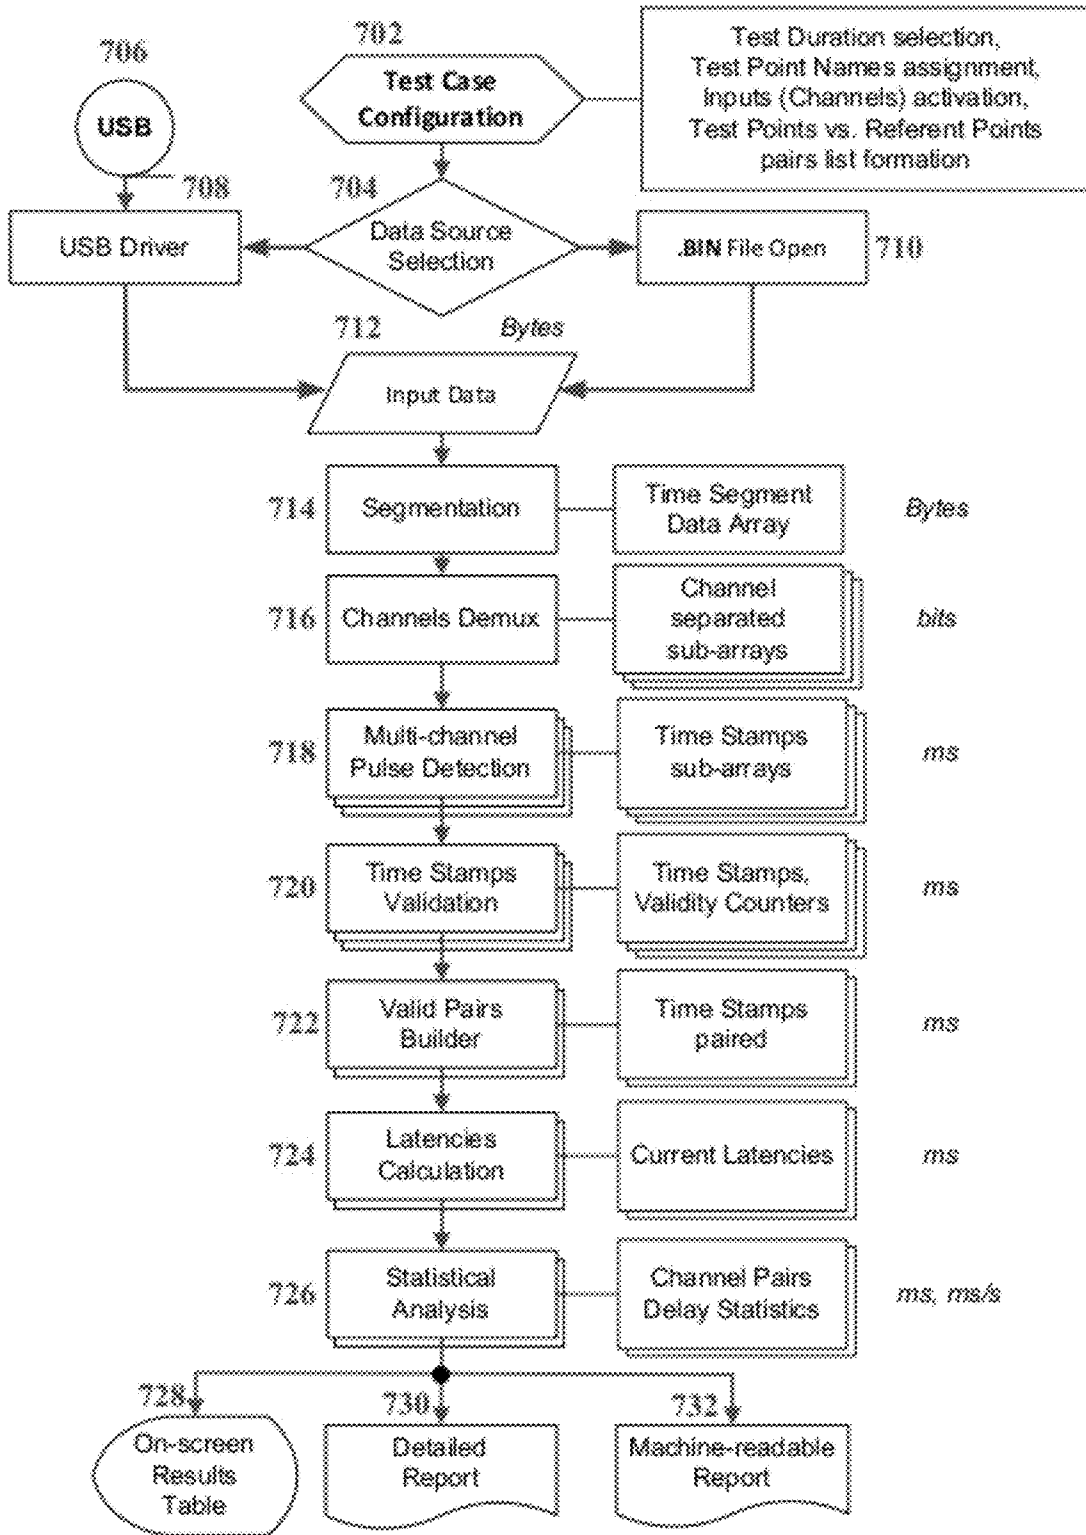 702
Test Case
Configuration
Test Duration selection,
Test Point Names assignment,
Inputs (Channels) activation,
Test Points vs. Referent Points
pairs list formation
706
USB
708
USB Driver
704
Data Source
Selection
.BIN File Open
710
712
Bytes
Input Data
714
Segmentation
Time Segment
Data Array
Bytes
716
Channels Demux
Channel
separated
sub-arrays
bits
718
Multi-channel
Pulse Detection
Time Stamps
sub-arrays
ms
720
Time Stamps
Validation
Time Stamps,
Validity Counters
ms
722
Valid Pairs
Builder
Time Stamps
paired
ms
724
Latencies
Calculation
Current Latencies
ms
726
Statistical
Analysis
Channel Pairs
Delay Statistics
ms, ms/s
728
On-screen
Results
Table
730
Detailed
Report
732
Machine-readable
Report